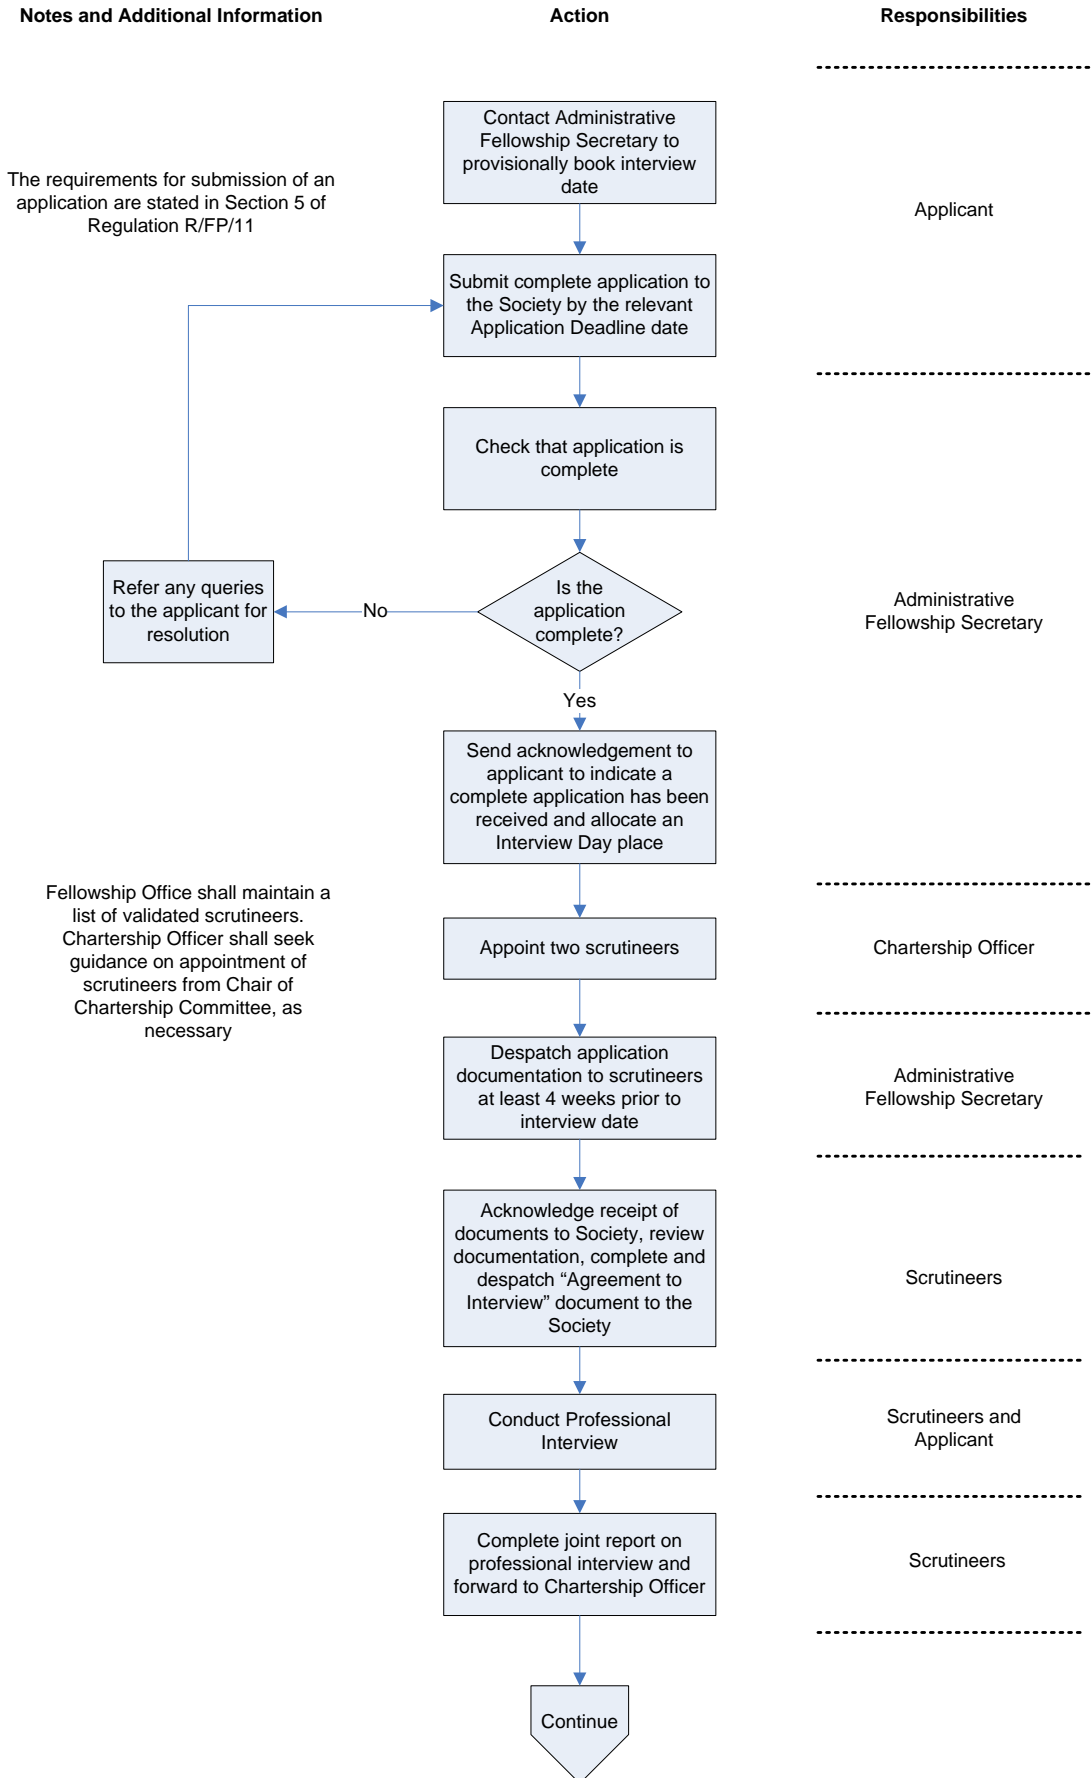 Notes and Additional Information
Action
Responsibilities
Contact Administrative
Fellowship Secretary to
provisionally book interview
date
The requirements for submission of an
application are stated in Section 5 of
Regulation R/FP/11
Applicant
Submit complete application to
the Society by the relevant
Application Deadline date
Check that application is
complete
Is the
application
complete?
No
Refer any queries
to the applicant for
resolution
Administrative
Fellowship Secretary
Yes
Send acknowledgement to
applicant to indicate a
complete application has been
received and allocate an
Interview Day place
Fellowship Office shall maintain a
list of validated scrutineers.
Chartership Officer shall seek
guidance on appointment of
scrutineers from Chair of
Chartership Committee, as
necessary
Appoint two scrutineers
Chartership Officer
Despatch application
documentation to scrutineers
at least 4 weeks prior to
interview date
Administrative
Fellowship Secretary
Acknowledge receipt of
documents to Society, review
documentation, complete and
despatch “Agreement to
Interview” document to the
Society
Scrutineers
Conduct Professional
Interview
Scrutineers and
Applicant
Complete joint report on
professional interview and
forward to Chartership Officer
Scrutineers
Continue